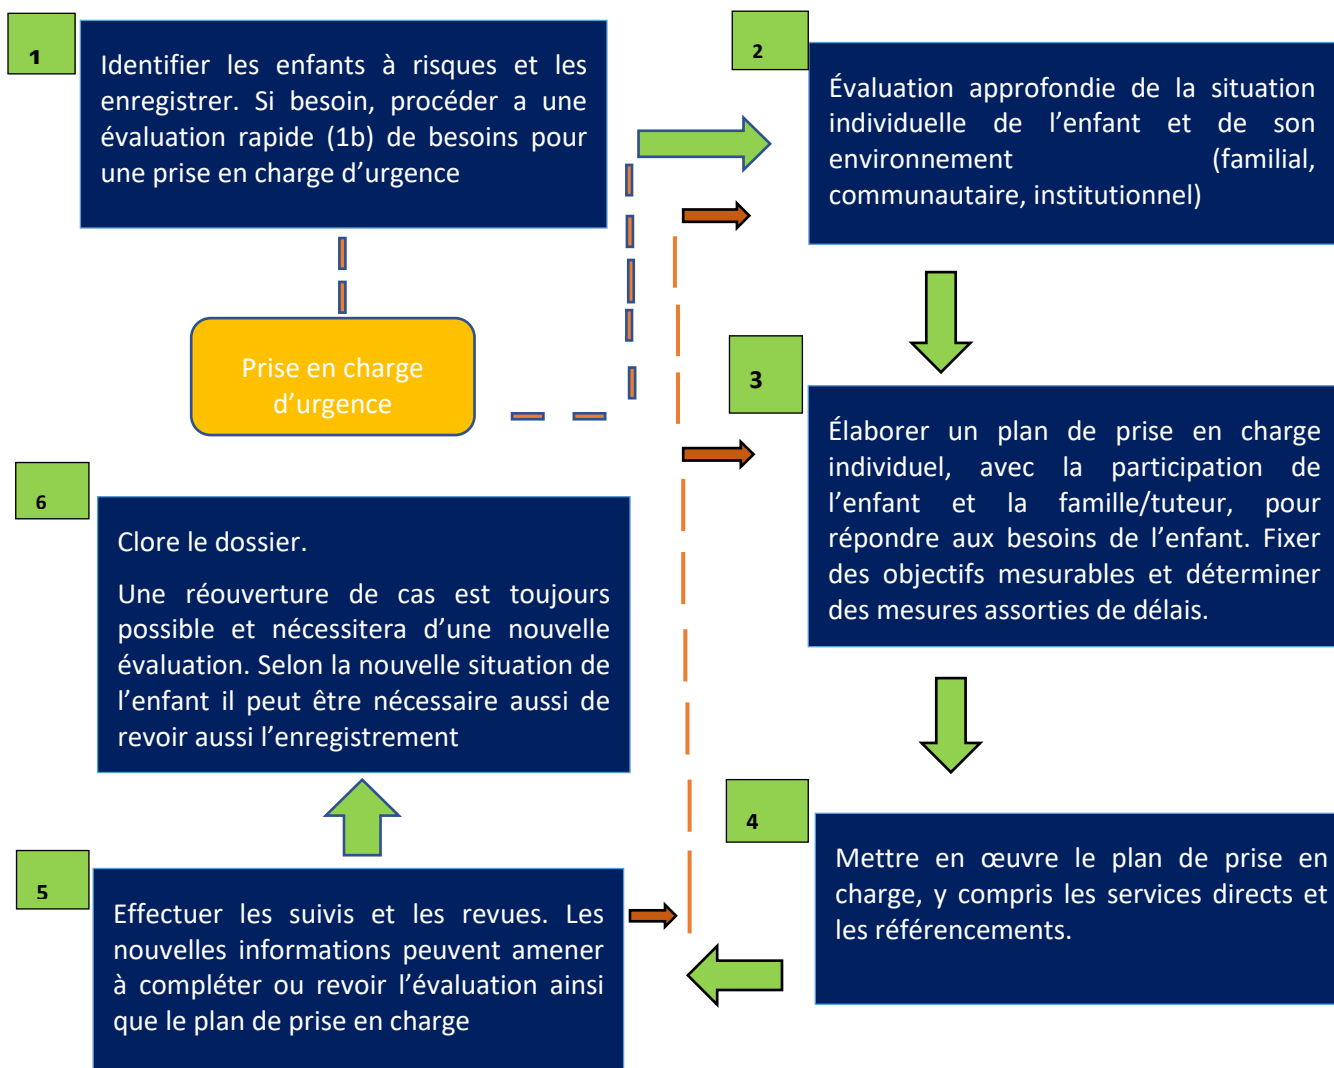 1
Identifier les enfants à risques et les
enregistrer. Si besoin, procéder a une
évaluation rapide (1b) de besoins pour
une prise en charge d’urgence
2
Évaluation approfondie de la situation
individuelle de l’enfant et de son
environnement (familial,
communautaire, institutionnel)
Prise en charge
d’urgence
3
Élaborer un plan de prise en charge
individuel, avec la participation de
l’enfant et la famille/tuteur, pour
répondre aux besoins de l’enfant. Fixer
des objectifs mesurables et déterminer
des mesures assorties de délais.
6
Clore le dossier.
Une réouverture de cas est toujours
possible et nécessitera d’une nouvelle
évaluation. Selon la nouvelle situation de
l’enfant il peut être nécessaire aussi de
revoir aussi l’enregistrement
4
Mettre en œuvre le plan de prise en
charge, y compris les services directs et
les référencements.
5
Effectuer les suivis et les revues. Les
nouvelles informations peuvent amener
à compléter ou revoir l’évaluation ainsi
que le plan de prise en charge